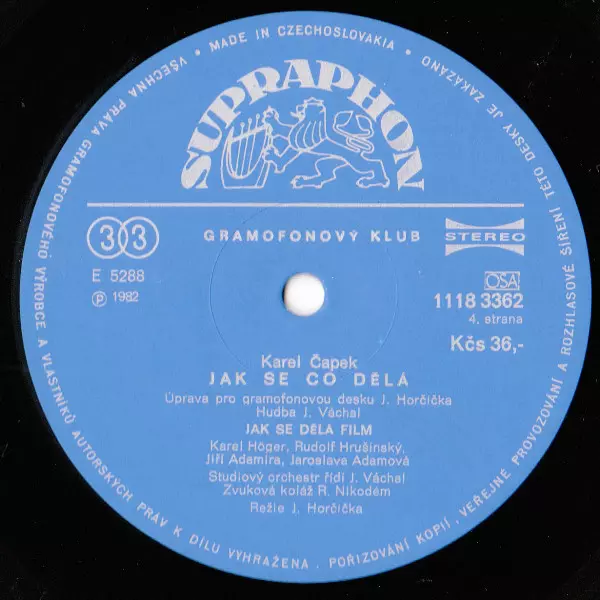 VŠECHNA PRÁVA GRAMOFONOVÉHO VÝROBCE A VLASTNÍKŮ AUTORSKÝCH PRÁV K DÍLU VYHRAŽENA. POŘIZOVÁNÍ KOPIÍ, VEŘEJNÉ PROVOZOVÁNÍ A ROZHLASOVÉ ŠÍŘENÍ TÉTO DESKY JE ZAKÁZÁNO
• MADE IN CZECHOSLOVAKIA •
SUPRAPHON
33
GRAMOFONOVÝ KLUB
STEREO
E 5288
Ⓟ 1982
OSA
1118 3362
4. strana
Kčs 36,-
Karel Čapek
JAK SE CO DĚLÁ
Úprava pro gramofonovou desku J. Horčička
Hudba J. Váchal
JAK SE DĚLÁ FILM
Karel Höger, Rudolf Hrušínský,
Jiří Adamíra, Jaroslava Adamová
Studiový orchestr řídí J. Váchal
Zvuková koláž R. Nikodém
Režie J. Horčička